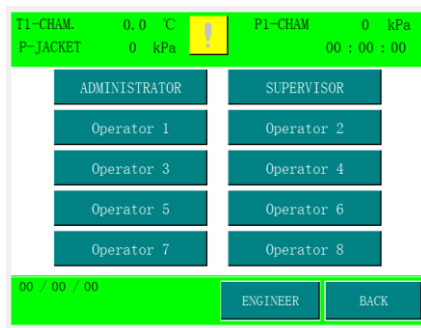 T1-CHAM. 0.0 ℃ ! P1-CHAM 0 kPa
P-JACKET 0 kPa 00 : 00 : 00
ADMINISTRATOR SUPERVISOR
Operator 1 Operator 2
Operator 3 Operator 4
Operator 5 Operator 6
Operator 7 Operator 8
00 / 00 / 00
ENGINEER BACK